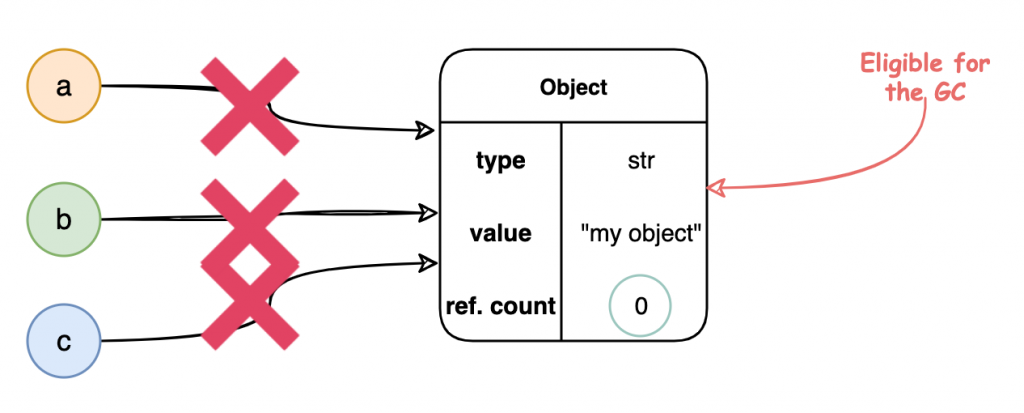 a
b
c
Object
type str
value "my object"
ref. count 0
Eligible for
the GC